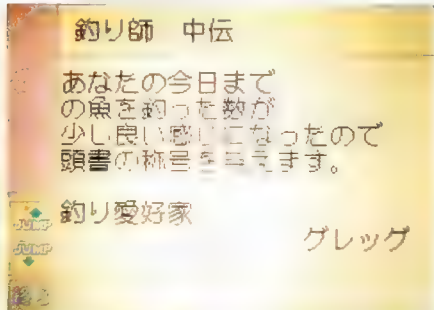 釣り師 中伝
あなたの今日まで
の魚を釣った数が
少し良い感じになったので
頭書の称号を与えます。
釣り愛好家
グレッグ
JUMP
JUMP